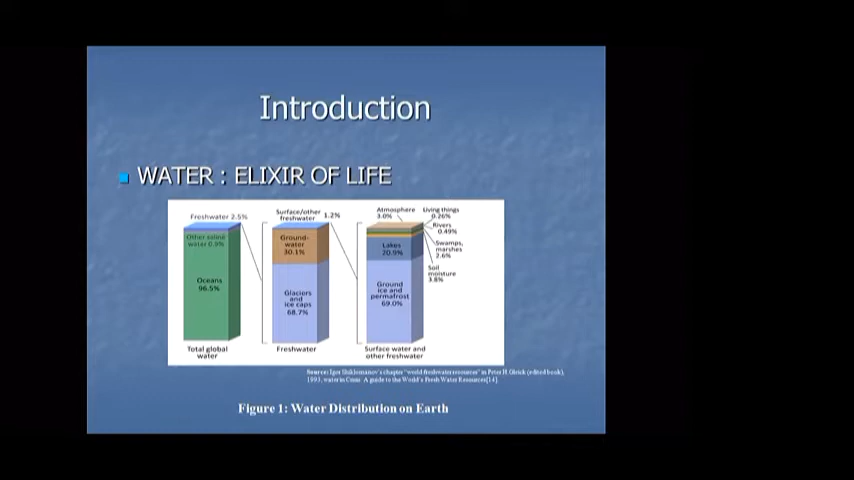 Introduction
WATER : ELIXIR OF LIFE
Freshwater 2.5%
Other saline
water 0.9%
Oceans
96.5%
Total global
water
Surface/other
freshwater 1.2%
Ground-
water
30.1%
Glaciers
and
ice caps
68.7%
Freshwater
Atmosphere
3.0%
Living things
0.26%
Rivers
0.49%
Swamps,
marshes
2.6%
Soil
moisture
3.8%
Lakes
20.9%
Ground
ice and
permafrost
69.0%
Surface water and
other freshwater
Source: Igor Shiklomanov's chapter "world freshwater resources" in Peter H.Gleick (edited book),
1993, water in Crisis: A guide to the World's Fresh Water Resources[14].
Figure 1: Water Distribution on Earth